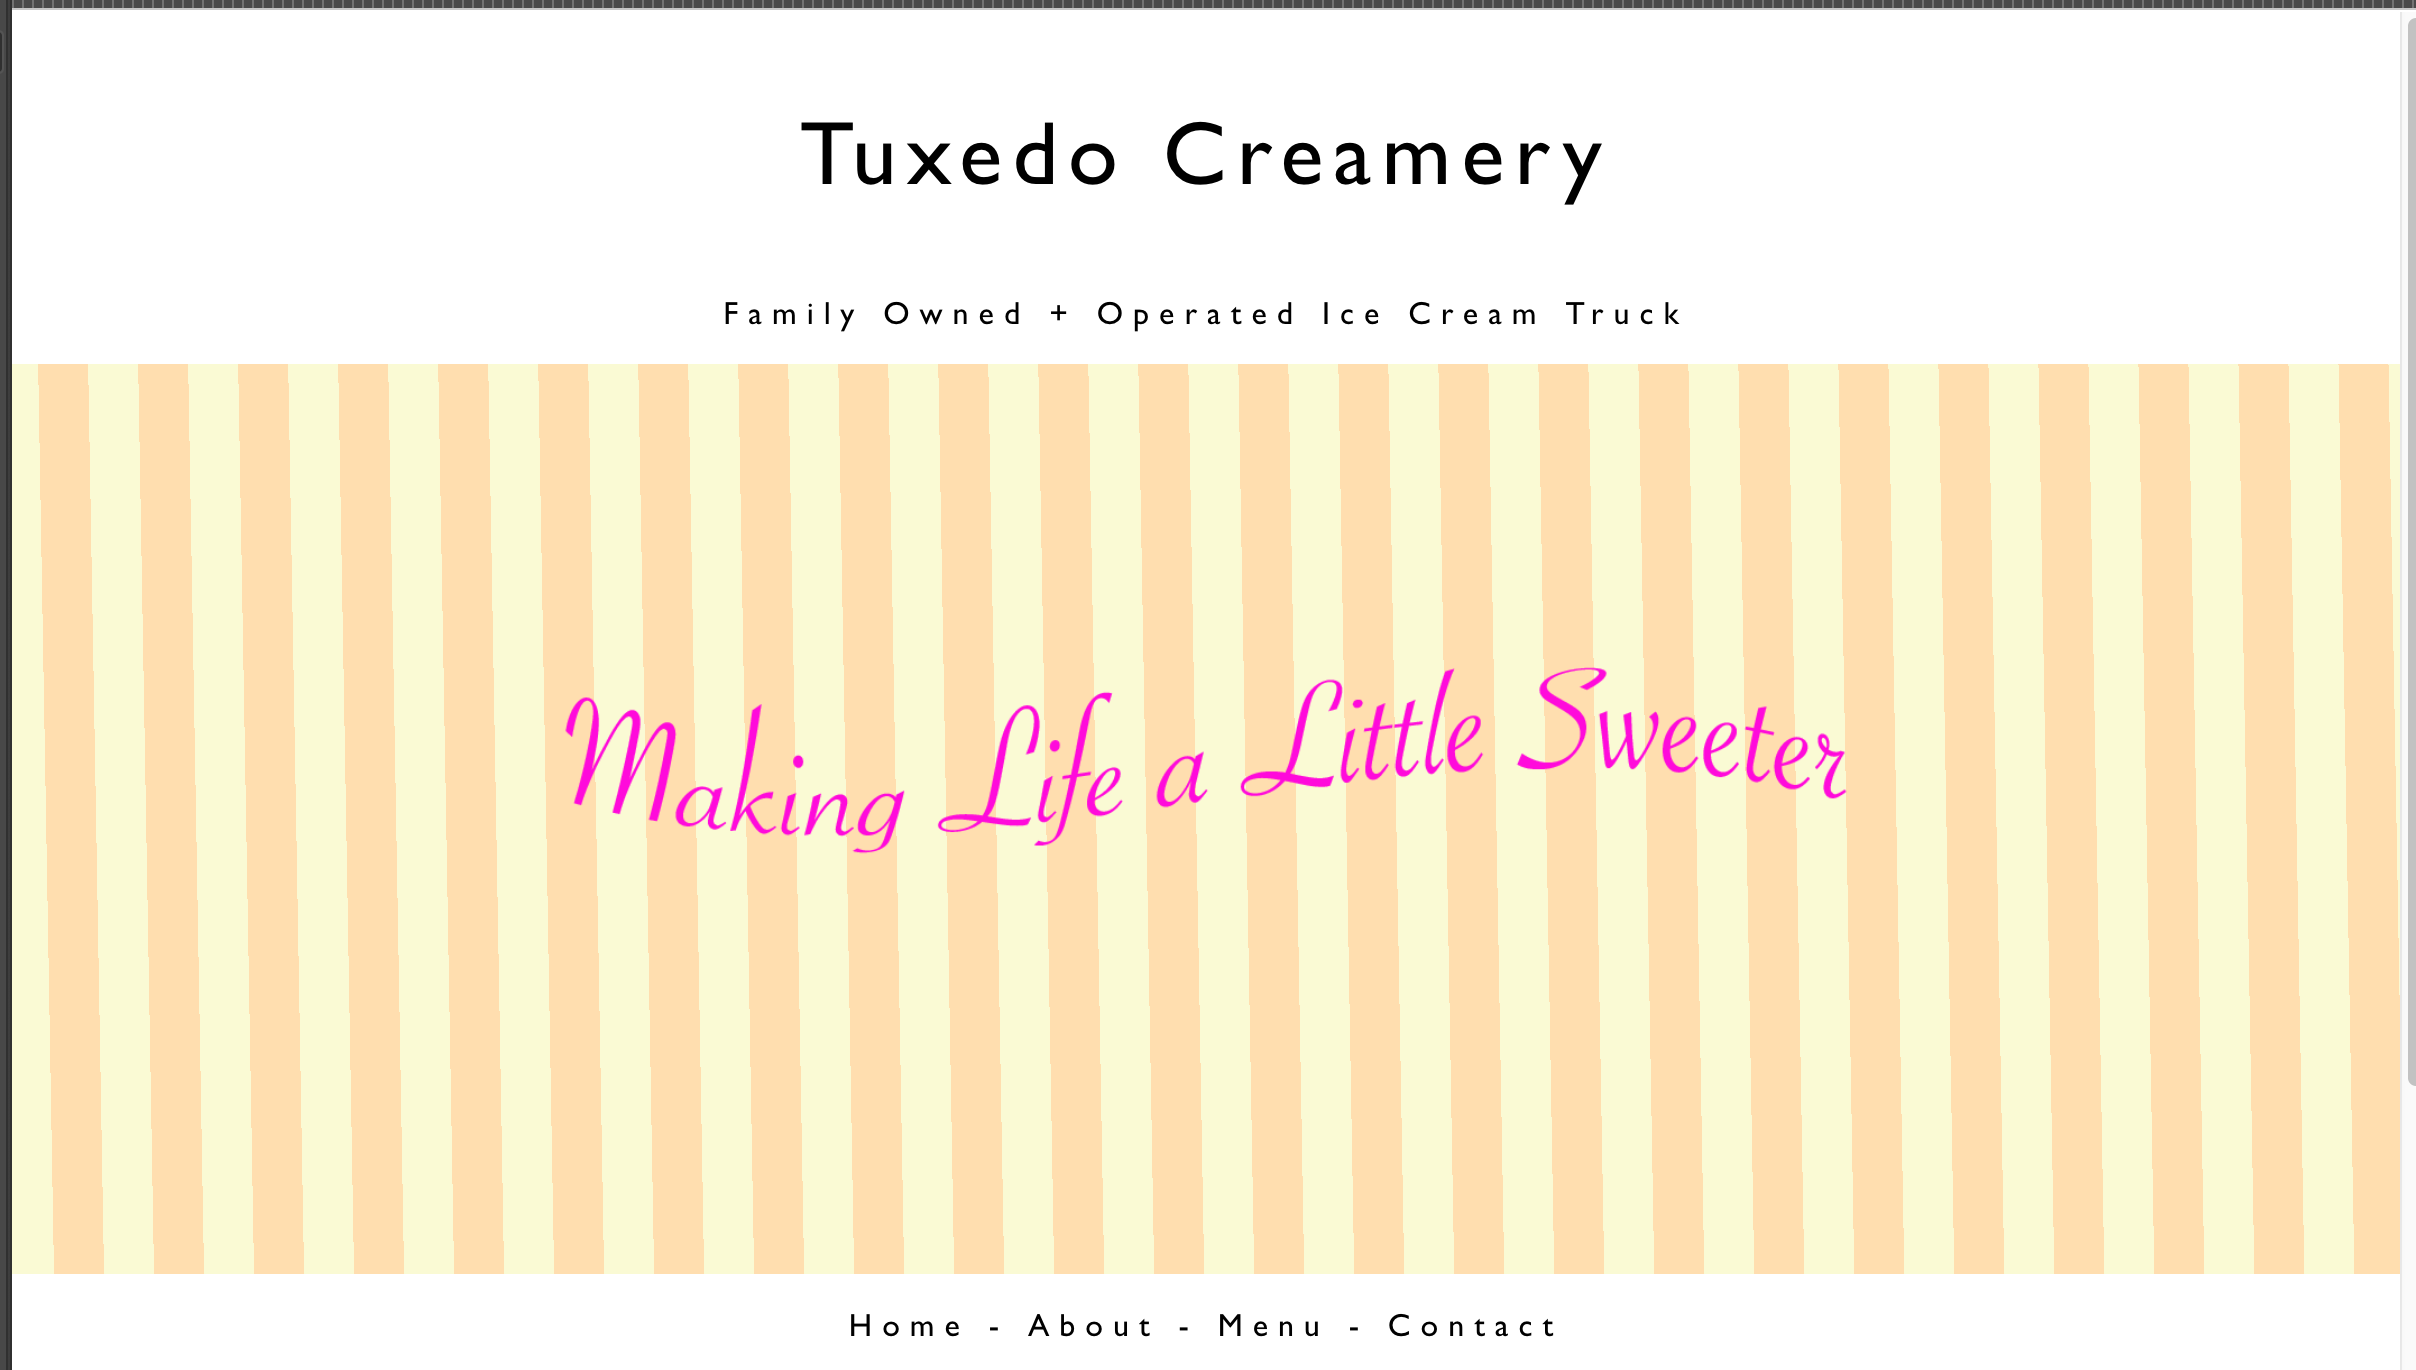 Tuxedo Creamery
Family Owned + Operated Ice Cream Truck
Making Life a Little Sweeter
Home - About - Menu - Contact